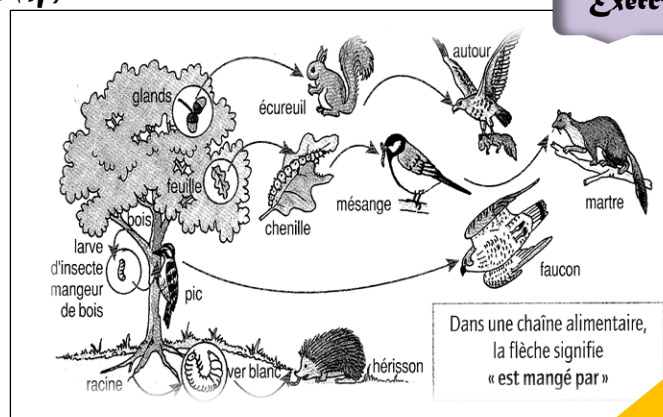 Exerc
autour
glands
écureuil
feuille
mésange
martre
bois
chenille
larve
d'insecte
mangeur
de bois
pic
faucon
Dans une chaîne alimentaire,
la flèche signifie
« est mangé par »
ver blanc
hérisson
racine